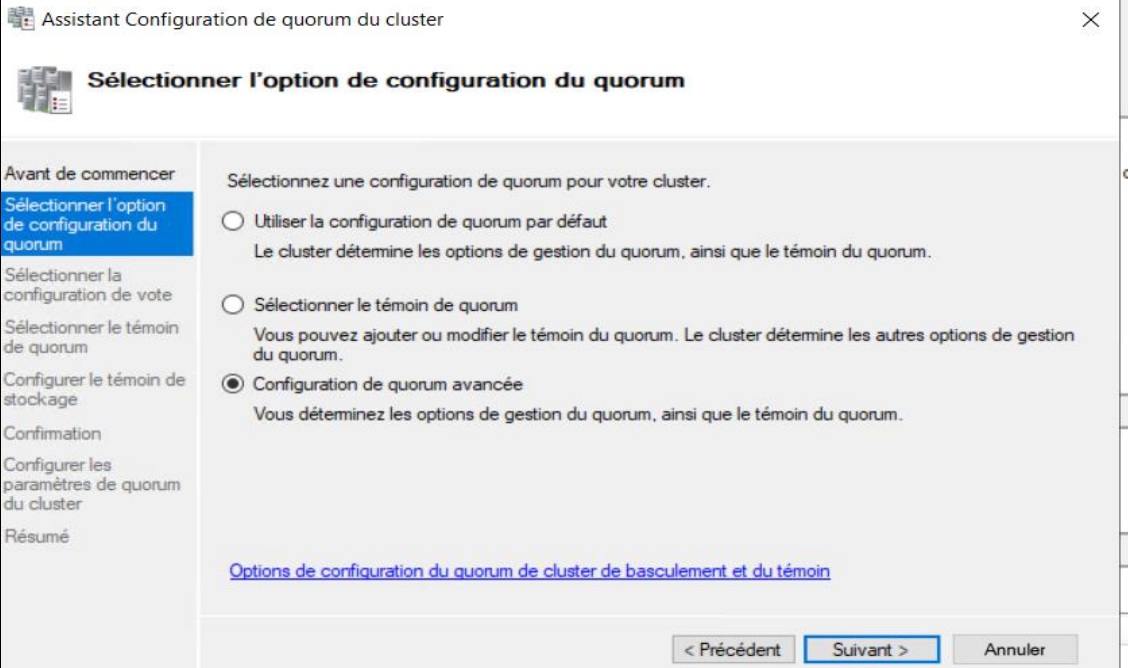 Assistant Configuration de quorum du cluster
Sélectionner l'option de configuration du quorum
Avant de commencer
Sélectionner l'option
de configuration du
quorum
Sélectionner la
configuration de vote
Sélectionner le témoin
de quorum
Configurer le témoin de
stockage
Confirmation
Configurer les
paramètres de quorum
du cluster
Résumé
Sélectionnez une configuration de quorum pour votre cluster.
Utiliser la configuration de quorum par défaut
Le cluster détermine les options de gestion du quorum, ainsi que le témoin du quorum.
Sélectionner le témoin de quorum
Vous pouvez ajouter ou modifier le témoin du quorum. Le cluster détermine les autres options de gestion
du quorum.
Configuration de quorum avancée
Vous déterminez les options de gestion du quorum, ainsi que le témoin du quorum.
Options de configuration du quorum de cluster de basculement et du témoin
< Précédent
Suivant >
Annuler